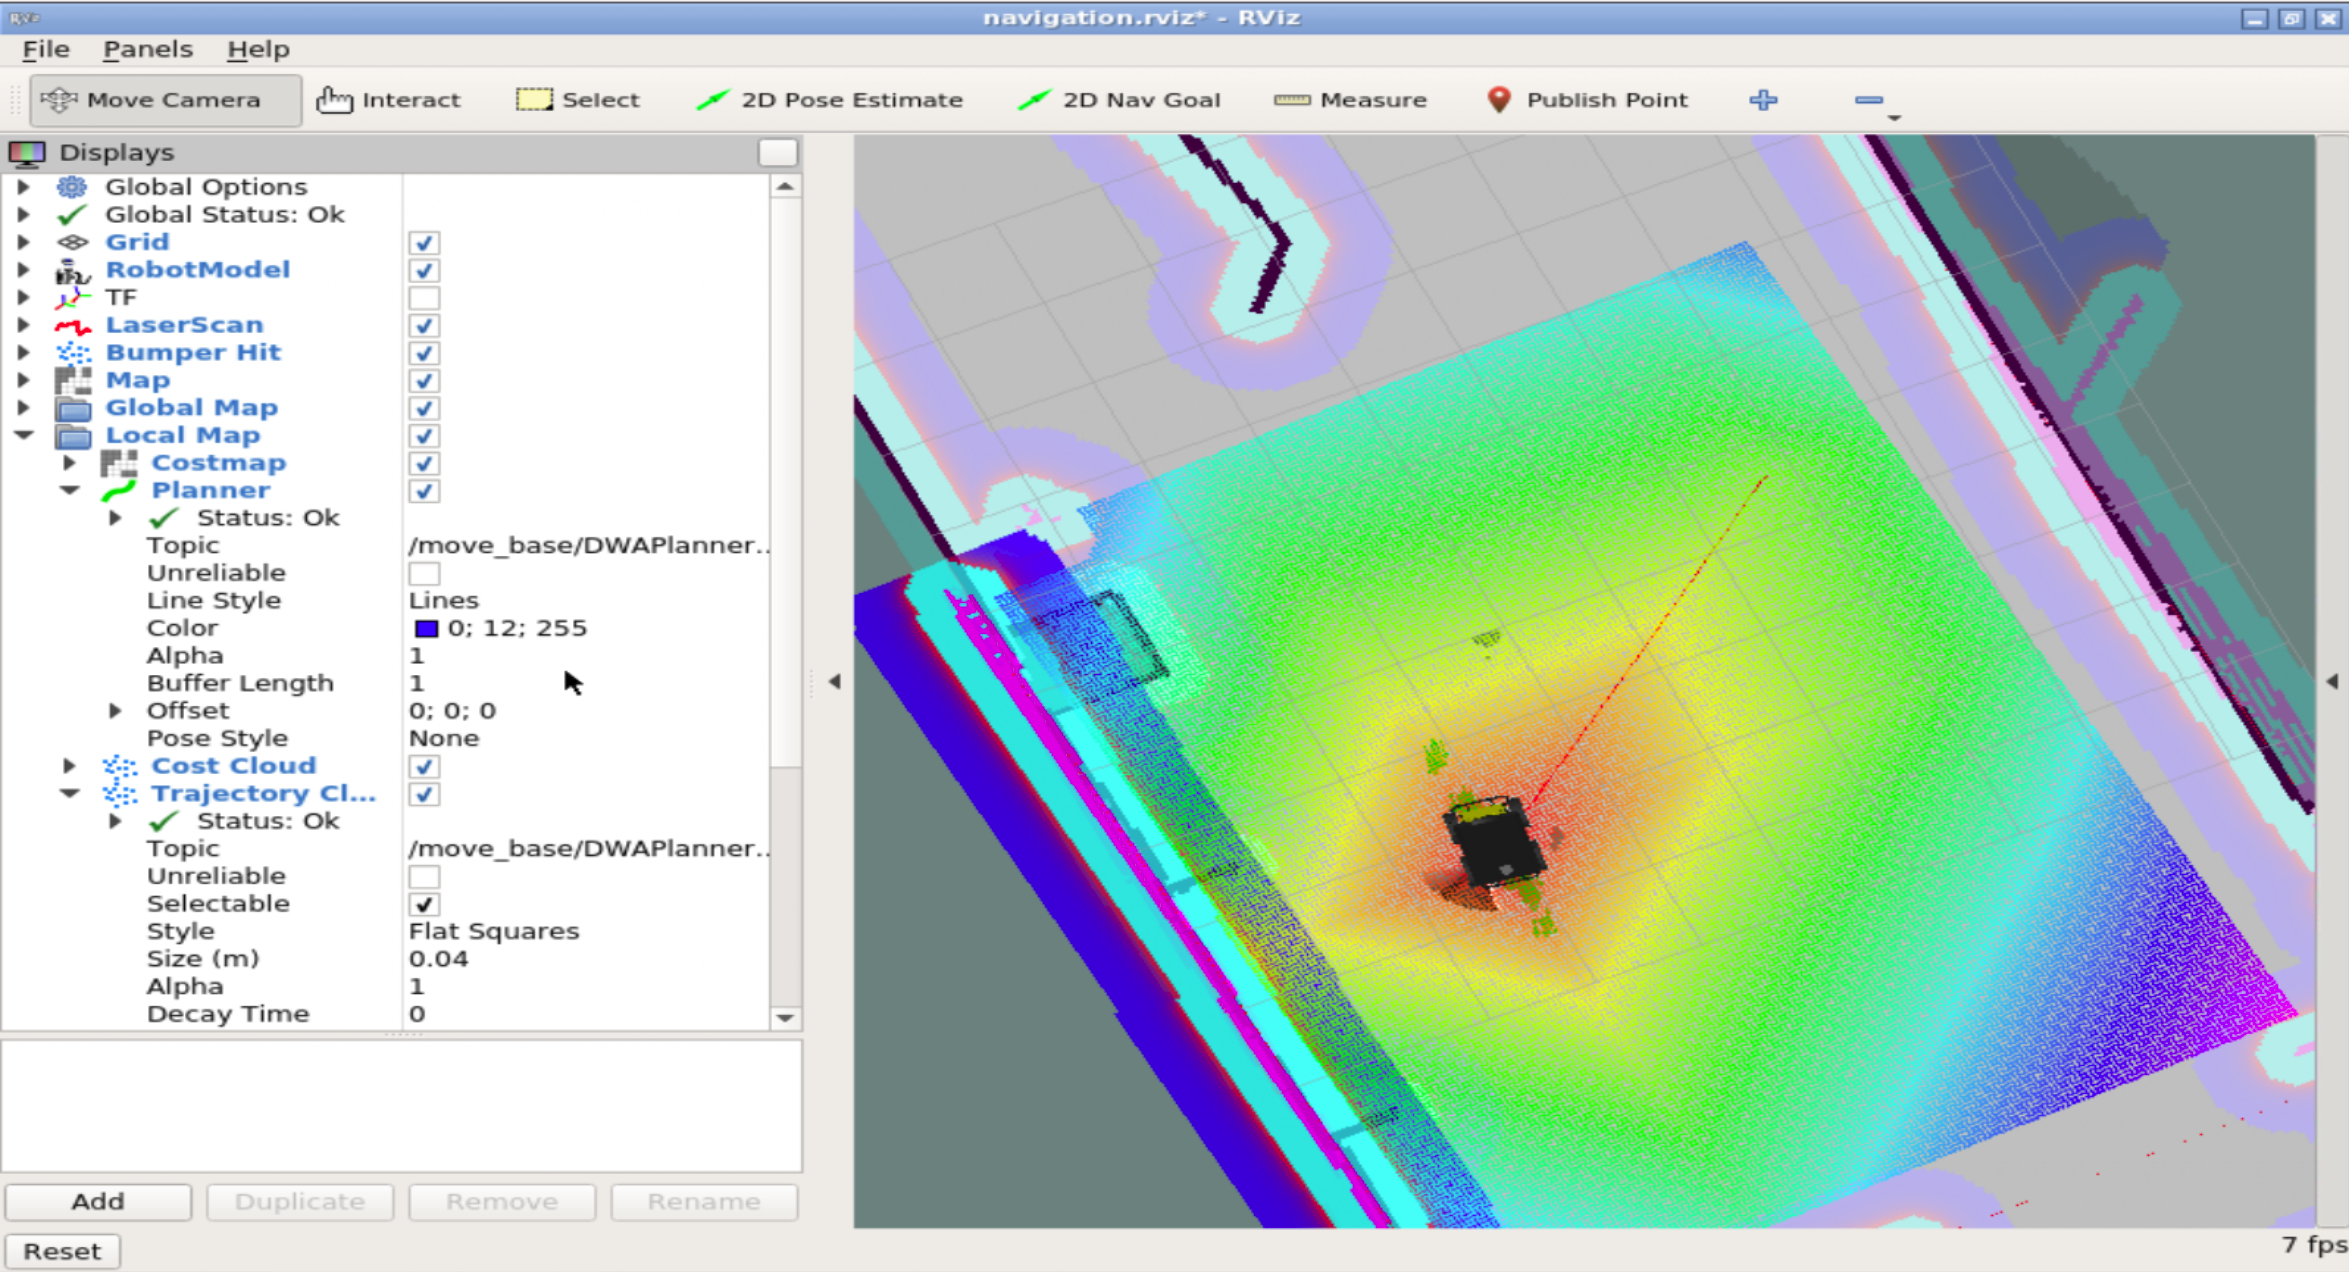 navigation.rviz* - RViz
File Panels Help
Move Camera Interact Select 2D Pose Estimate 2D Nav Goal Measure Publish Point
Displays
Global Options
Global Status: Ok
Grid
RobotModel
TF
LaserScan
Bumper Hit
Map
Global Map
Local Map
Costmap
Planner
Status: Ok
Topic /move_base/DWAPlanner..
Unreliable
Line Style Lines
Color 0; 12; 255
Alpha 1
Buffer Length 1
Offset 0; 0; 0
Pose Style None
Cost Cloud
Trajectory Cl...
Status: Ok
Topic /move_base/DWAPlanner..
Unreliable
Selectable
Style Flat Squares
Size (m) 0.04
Alpha 1
Decay Time 0
Add Duplicate Remove Rename
Reset
7 fps